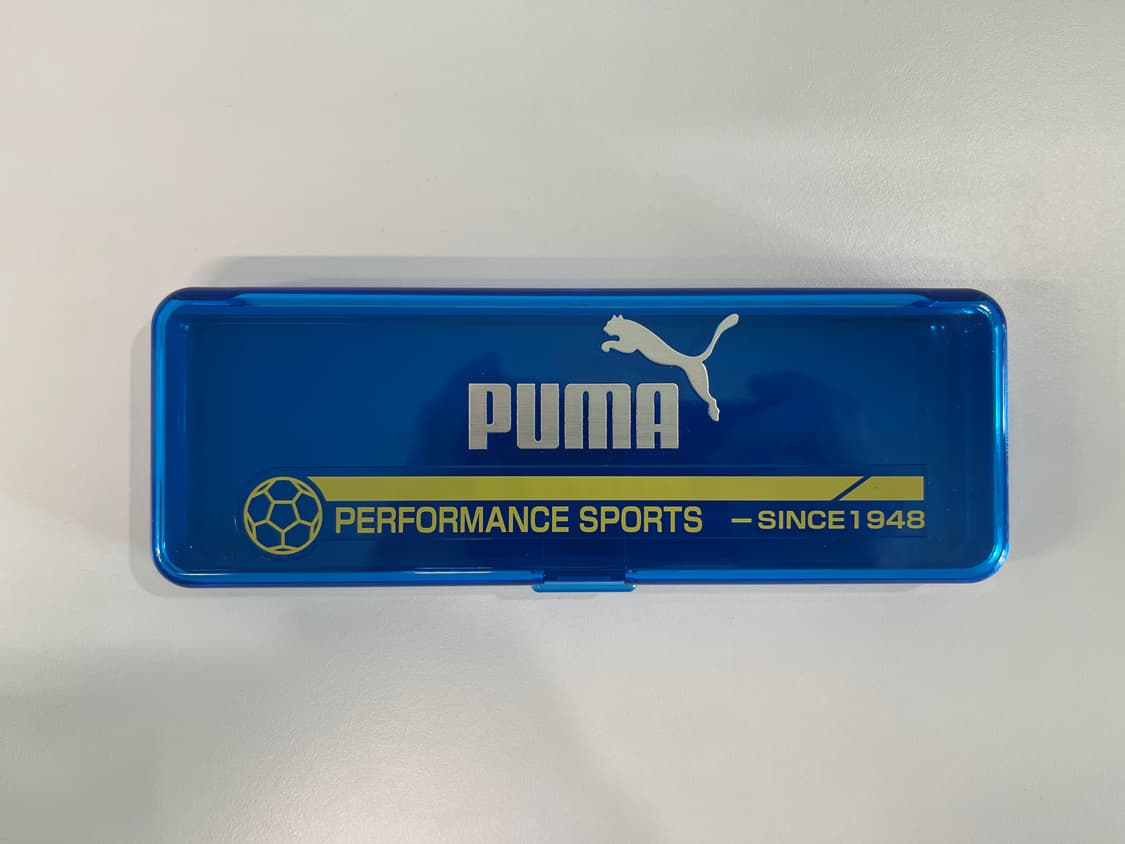 PUMA
PERFORMANCE SPORTS —SINCE1948